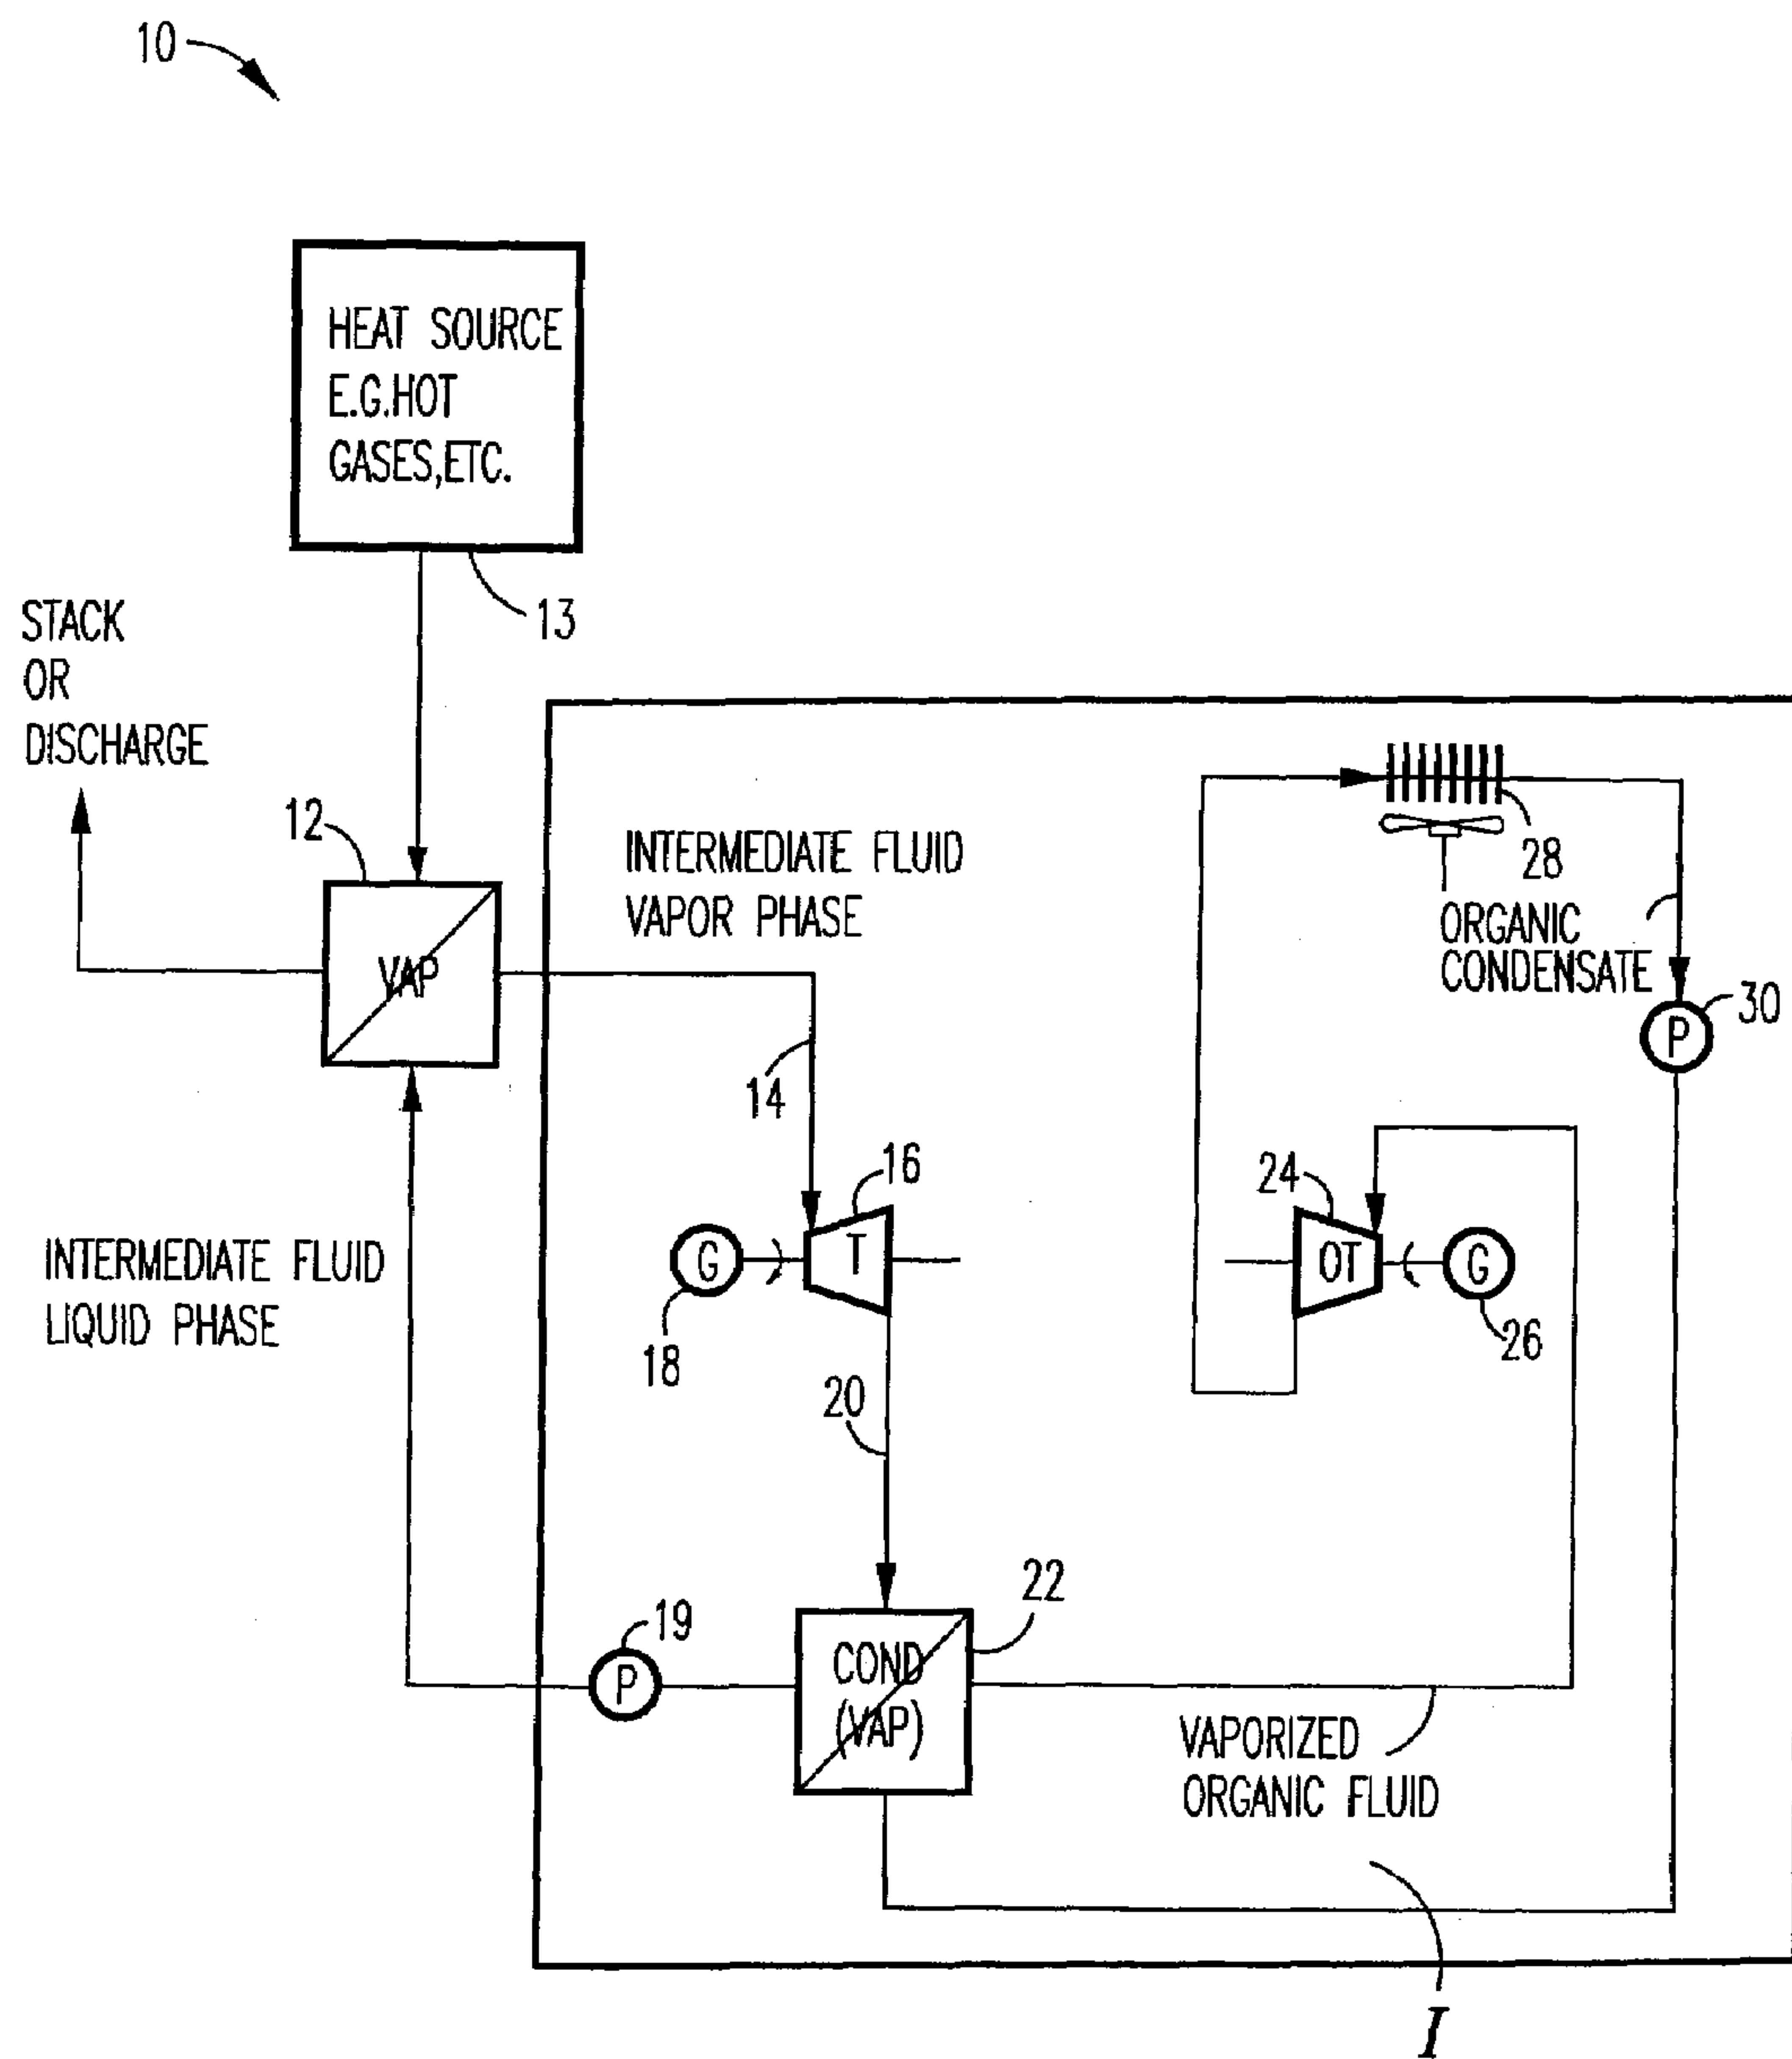 10
HEAT SOURCE
E.G.HOT
GASES,ETC.
13
STACK
OR
DISCHARGE
12
VAP
INTERMEDIATE FLUID
VAPOR PHASE
28
ORGANIC
CONDENSATE
30
P
14
16
24
G
T
OT
G
18
26
INTERMEDIATE FLUID
LIQUID PHASE
20
22
19
P
COND
(VAP)
VAPORIZED
ORGANIC FLUID
I